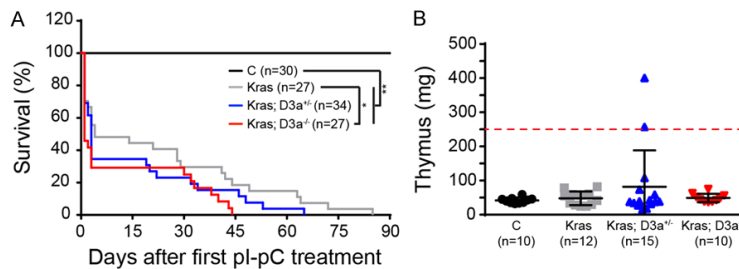 A
120
100
80
60
40
20
0
Survival (%)
0 15 30 45 60 75 90
Days after first pI-pC treatment
C (n=30)
Kras (n=27)
Kras; D3a+/- (n=34)
Kras; D3a-/- (n=27)
*
**
B
500
400
300
200
100
0
Thymus (mg)
C Kras Kras; D3a+/- Kras; D3a
(n=10) (n=12) (n=15) (n=10)